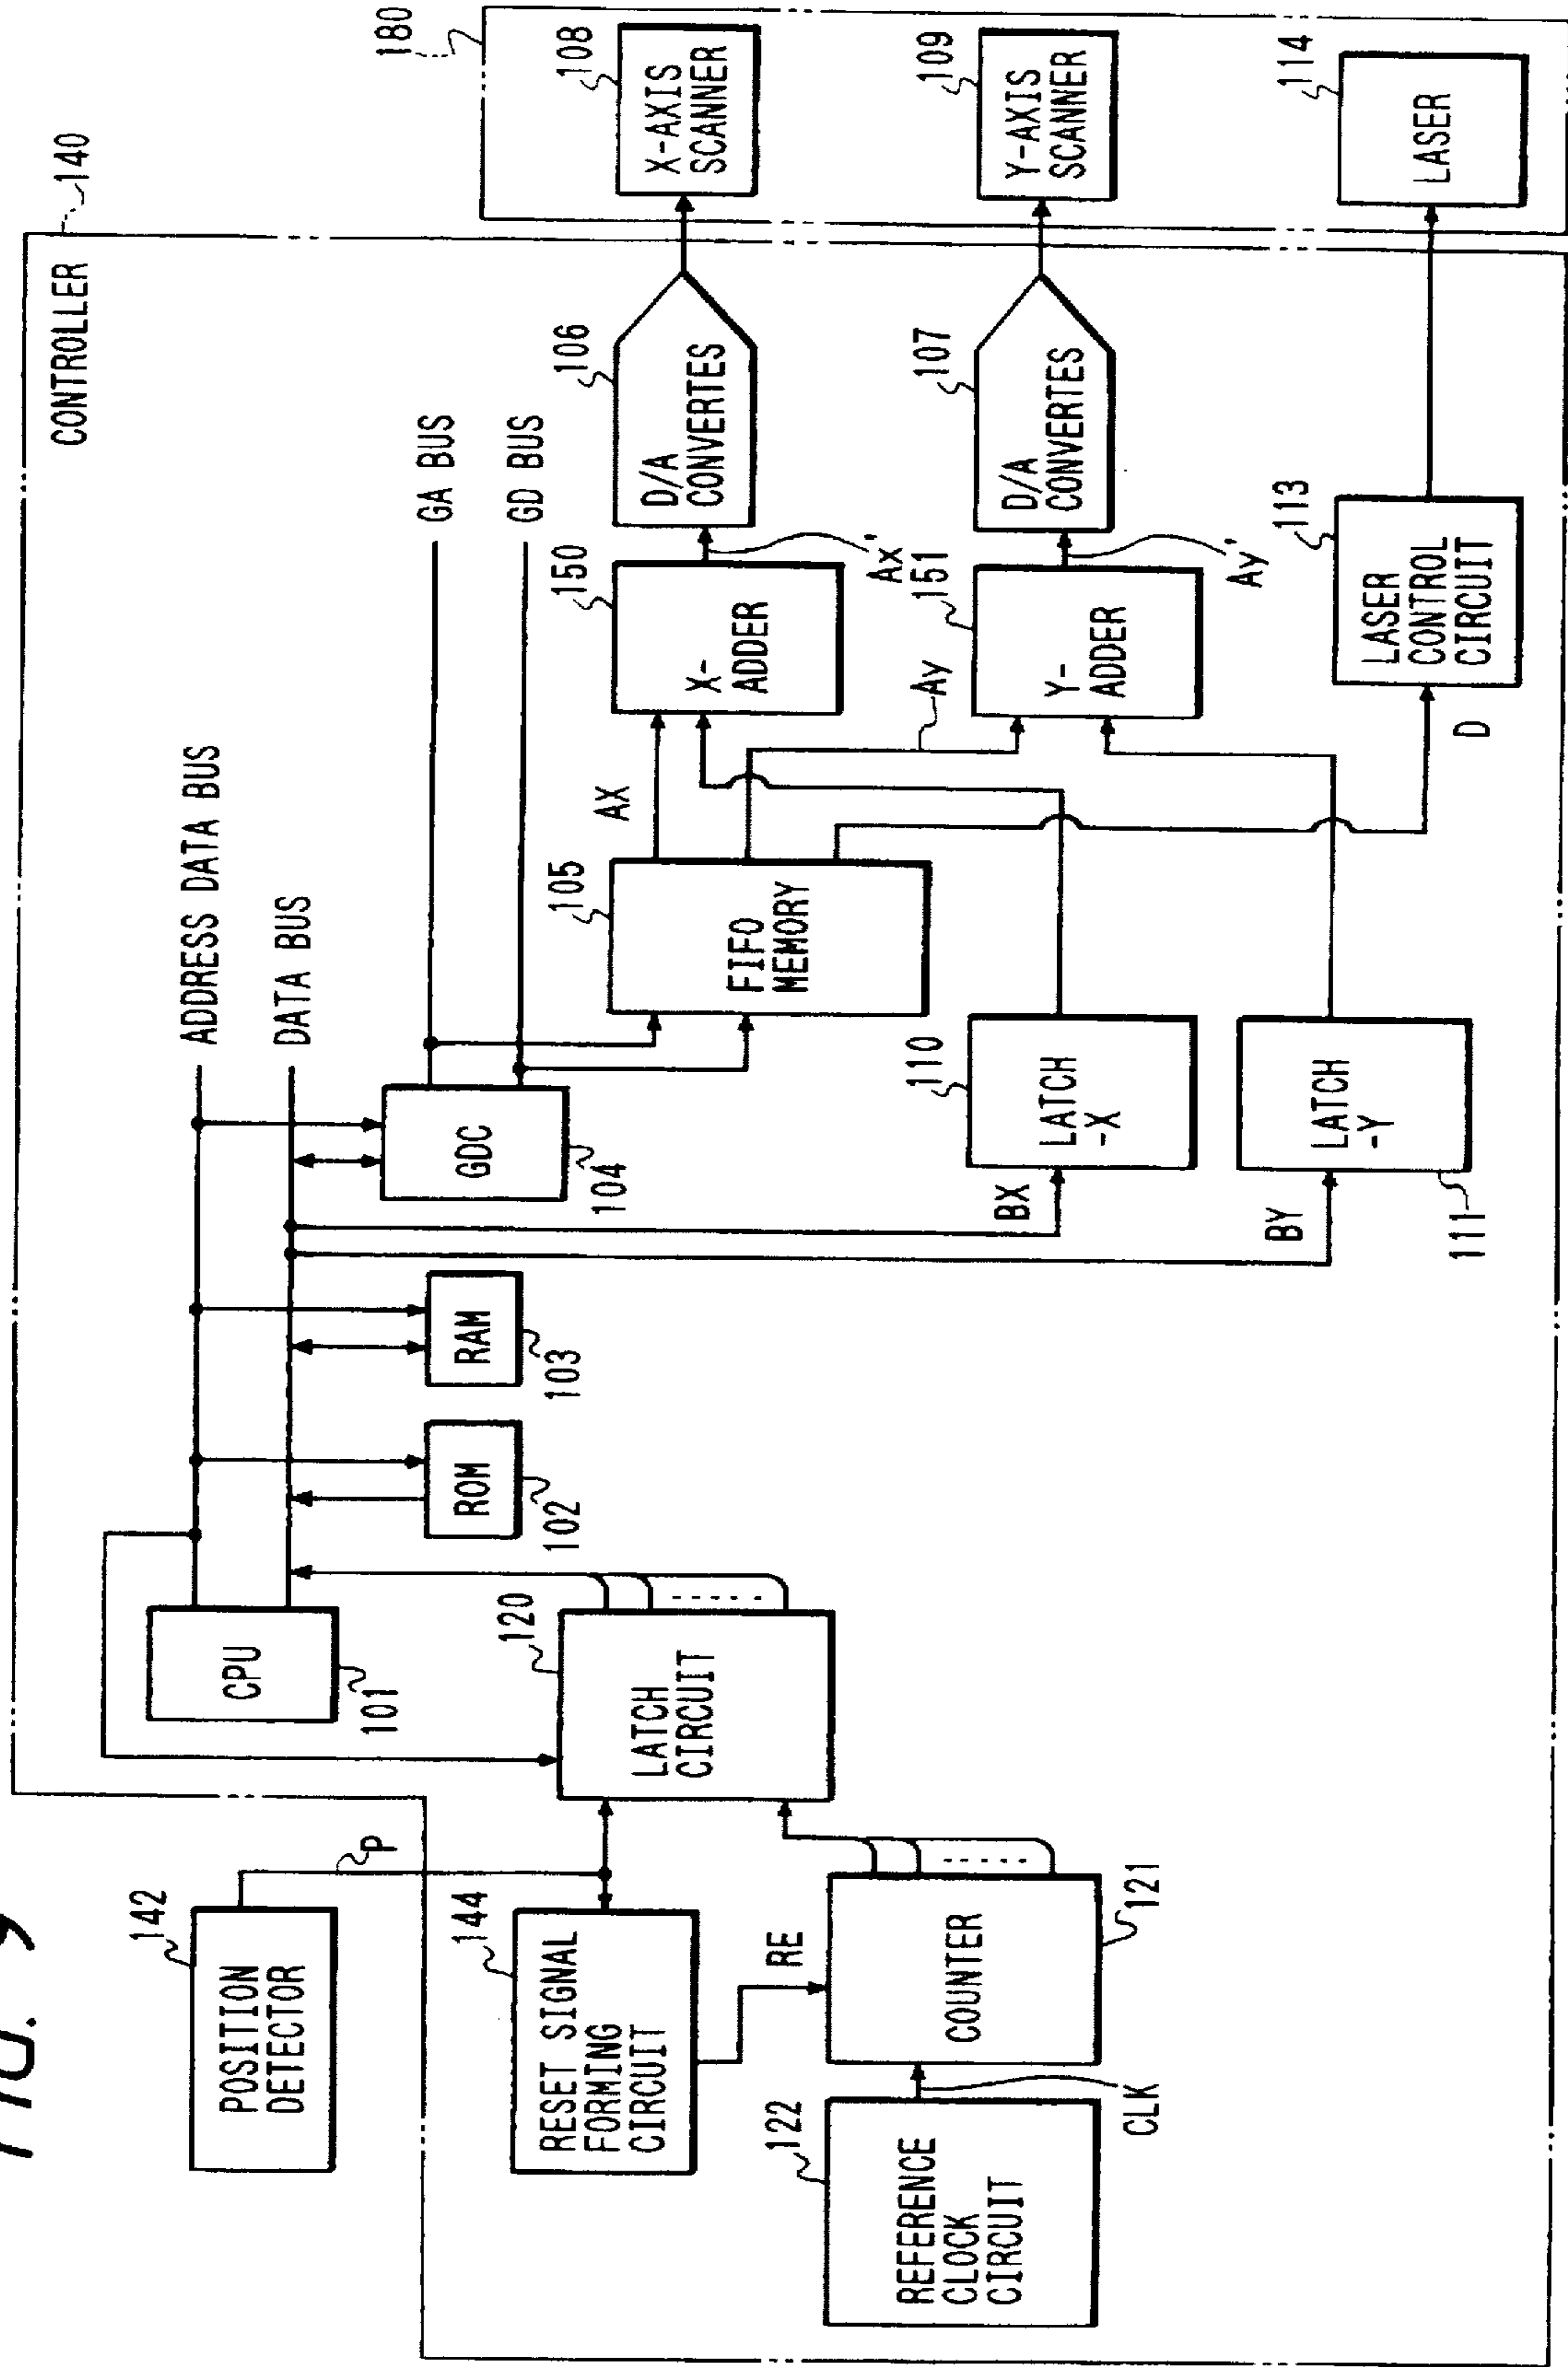 FIG. 9
CONTROLLER
140
180
142
POSITION
DETECTOR
P
144
RESET SIGNAL
FORMING
CIRCUIT
RE
122
REFERENCE
CLOCK
CIRCUIT
CLK
COUNTER
121
120
LATCH
CIRCUIT
CPU
101
ROM
102
RAM
103
ADDRESS DATA BUS
DATA BUS
GDC
104
GA BUS
GD BUS
BX
BY
110
LATCH
-X
LATCH
-Y
111
105
FIFO
MEMORY
AX
Ay
D
150
X-
ADDER
Ax'
151
Y-
ADDER
Ay'
106
D/A
CONVERTES
107
D/A
CONVERTES
113
LASER
CONTROL
CIRCUIT
108
X-AXIS
SCANNER
109
Y-AXIS
SCANNER
114
LASER